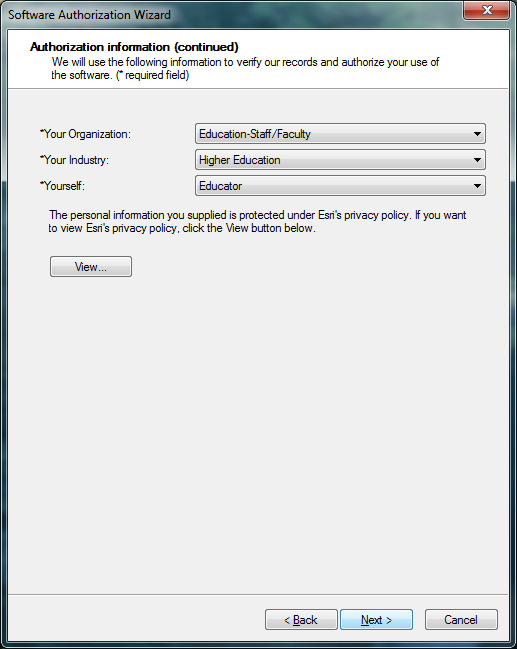 Software Authorization Wizard
Authorization information (continued)
We will use the following information to verify our records and authorize your use of
the software. (* required field)
*Your Organization: Education-Staff/Faculty
*Your Industry: Higher Education
*Yourself: Educator
The personal information you supplied is protected under Esri's privacy policy. If you want
to view Esri's privacy policy, click the View button below.
View...
< Back Next > Cancel